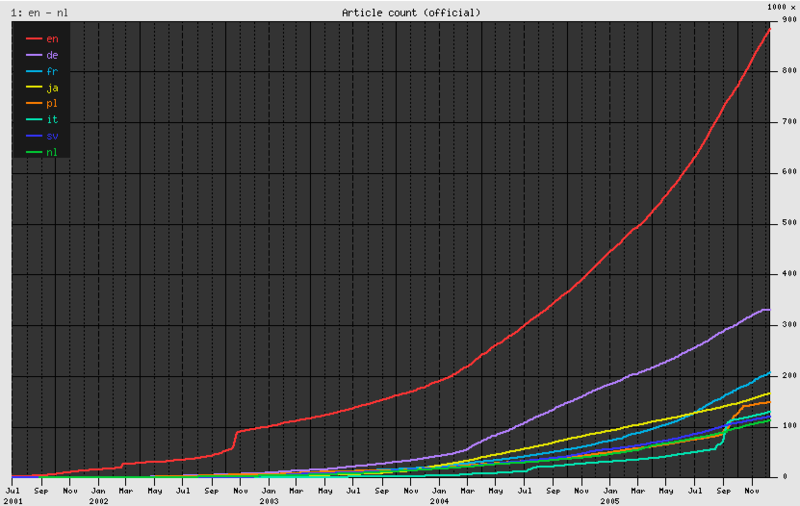 1000 ×
1: en - nl Article count (official)
900
en
de
fr
ja
pl
it
sv
nl
800
700
600
500
400
300
200
100
0
Jul Sep Nov Jan Mar May Jul Sep Nov Jan Mar May Jul Sep Nov Jan Mar May Jul Sep Nov Jan Mar May Jul Sep Nov
2001 2002 2003 2004 2005